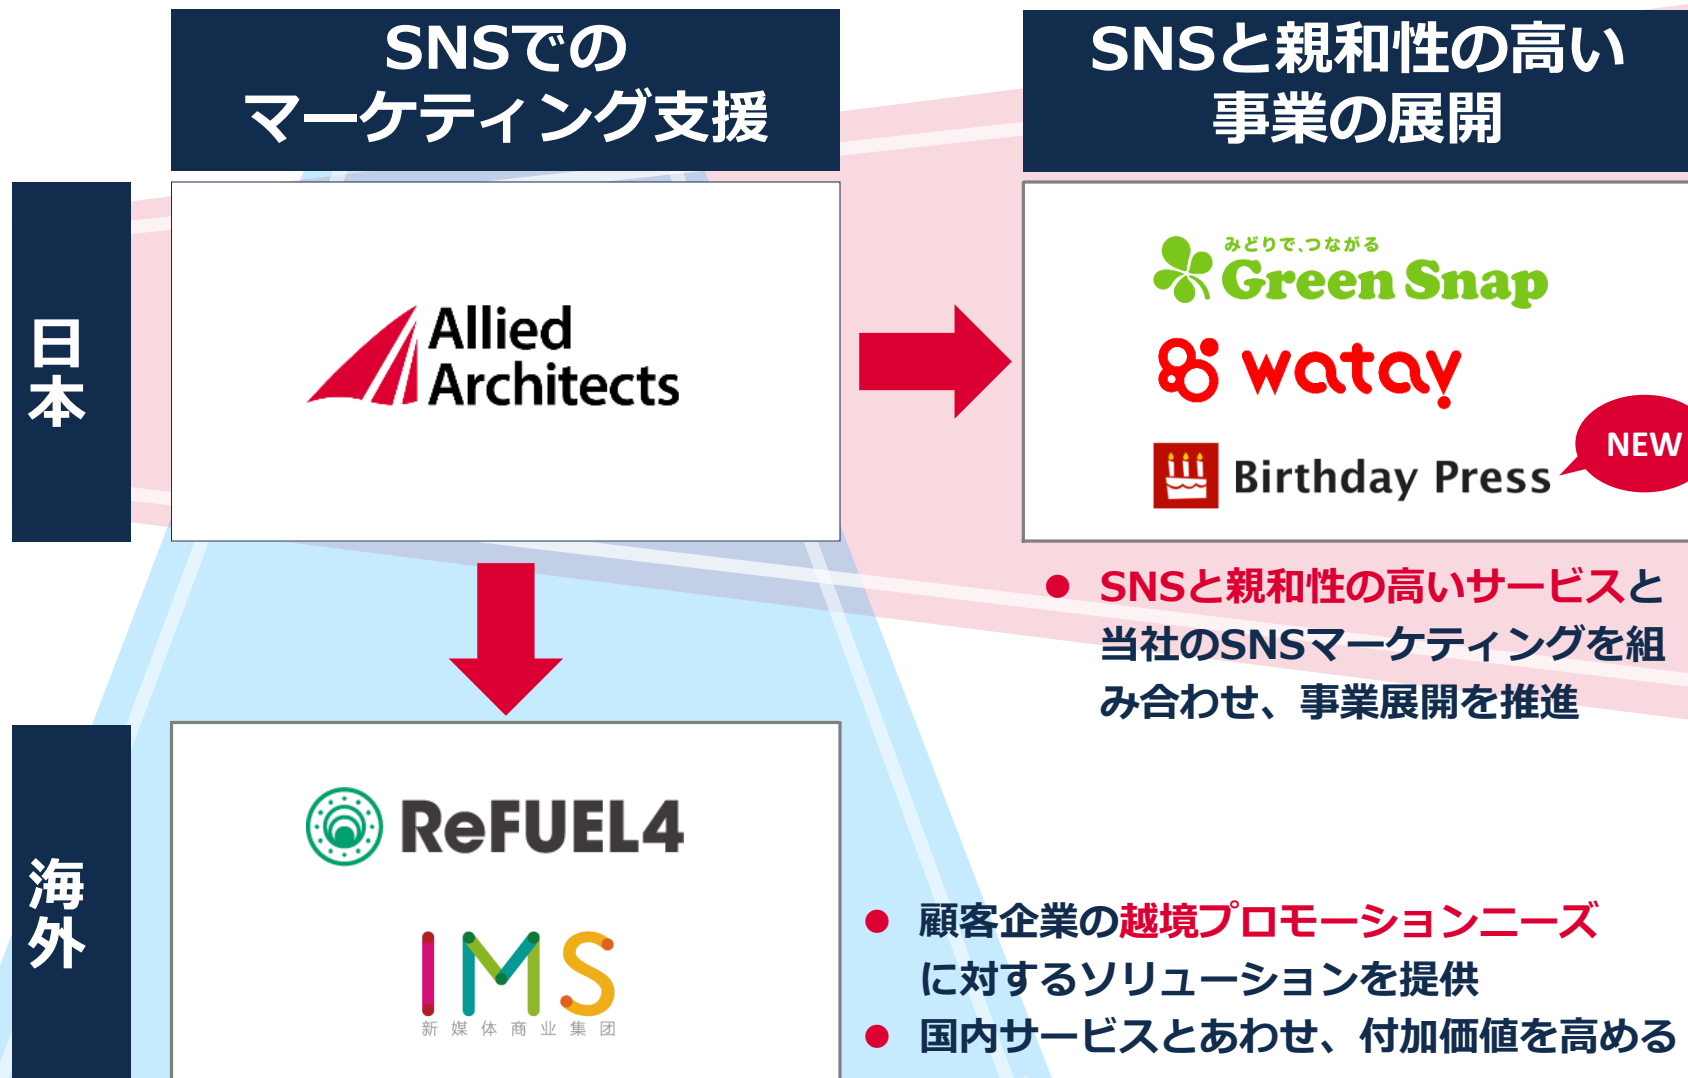 SNSでの
マーケティング支援
SNSと親和性の高い
事業の展開
日本
Allied
Architects
みどりで、つながる
Green Snap
watay
Birthday Press
NEW
● SNSと親和性の高いサービスと
当社のSNSマーケティングを組
み合わせ、事業展開を推進
海外
ReFUEL4
IMS
新媒体商业集团
● 顧客企業の越境プロモーションニーズ
に対するソリューションを提供
● 国内サービスとあわせ、付加価値を高める